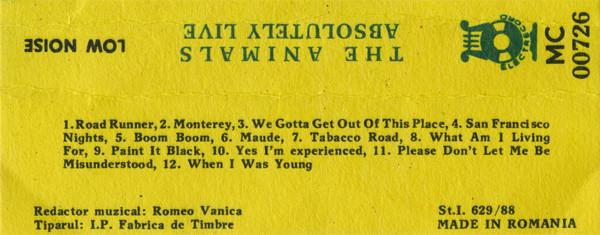 LOW NOISE
THE ANIMALS
ABSOLUTELY LIVE
ELECTRECORD
MC
00726
1.Road Runner, 2. Monterey, 3. We Gotta Get Out Of This Place, 4. San Francisco
Nights, 5. Boom Boom, 6. Maude, 7. Tabacco Road, 8. What Am I Living
For, 9. Paint It Black, 10. Yes I'm experienced, 11. Please Don't Let Me Be
Misunderstood, 12. When I Was Young
Redactor muzical: Romeo Vanica
Tiparul: I.P. Fabrica de Timbre
St.I. 629/88
MADE IN ROMANIA